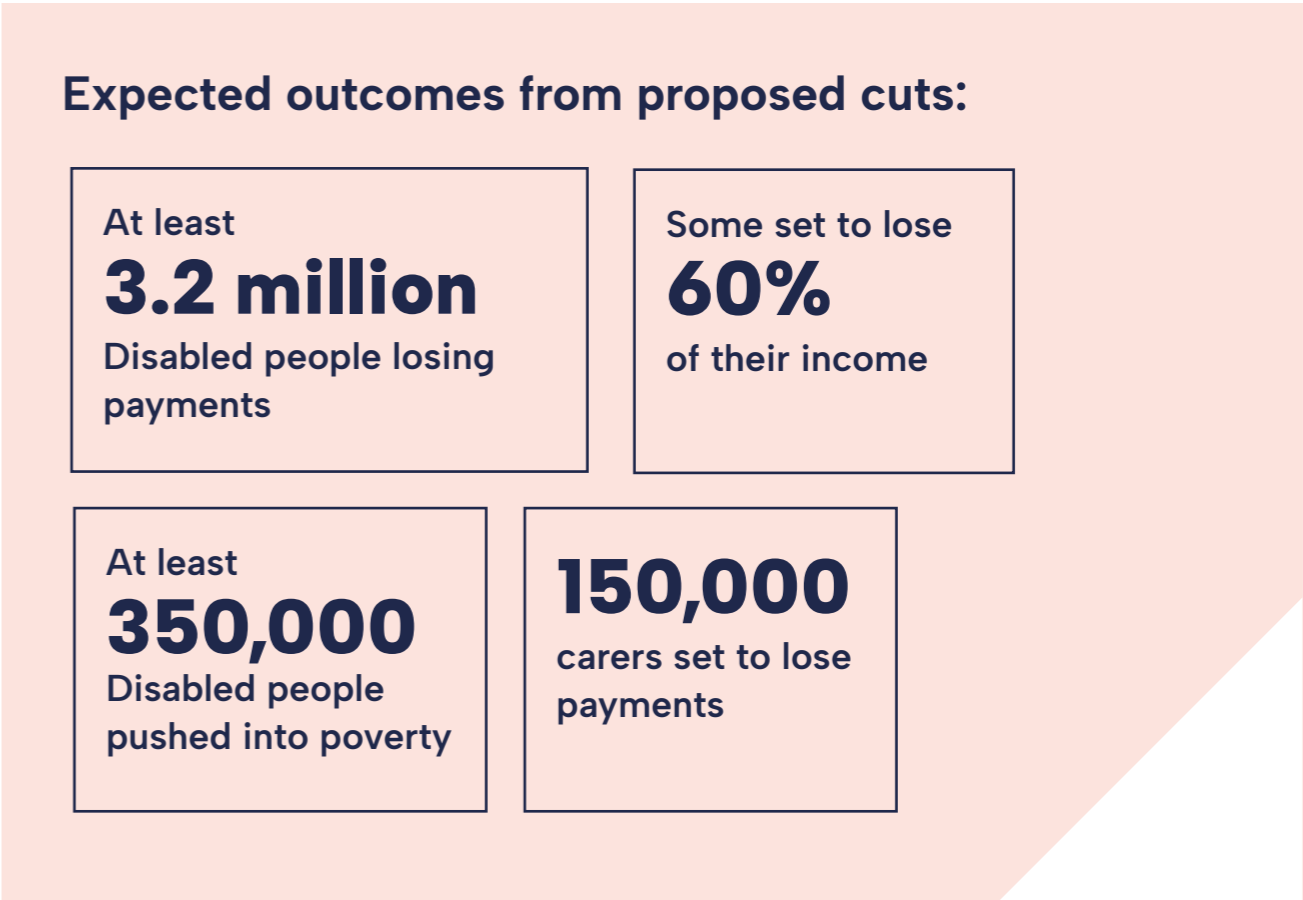 Expected outcomes from proposed cuts:
At least
3.2 million
Disabled people losing
payments
Some set to lose
60%
of their income
At least
350,000
Disabled people
pushed into poverty
150,000
carers set to lose
payments